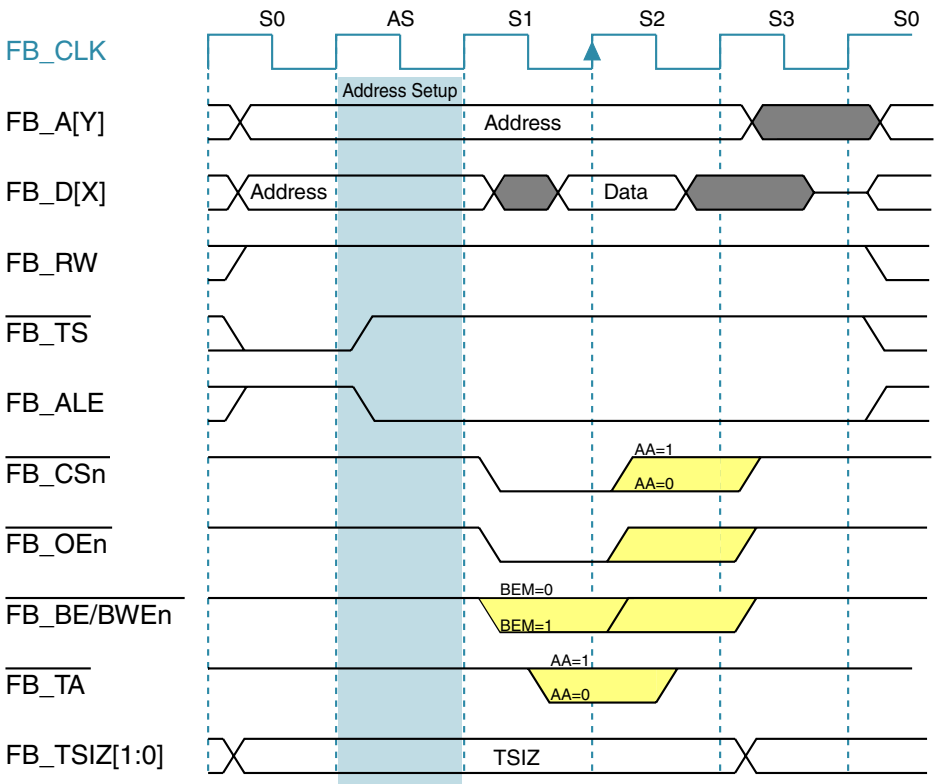 S0 AS S1 S2 S3 S0
FB_CLK
Address Setup
FB_A[Y] Address
FB_D[X] Address Data
FB_RW
FB_TS
FB_ALE
AA=1
FB_CSn
AA=0
FB_OEn
BEM=0
FB_BE/BWEn
BEM=1
AA=1
FB_TA
AA=0
FB_TSIZ[1:0] TSIZ